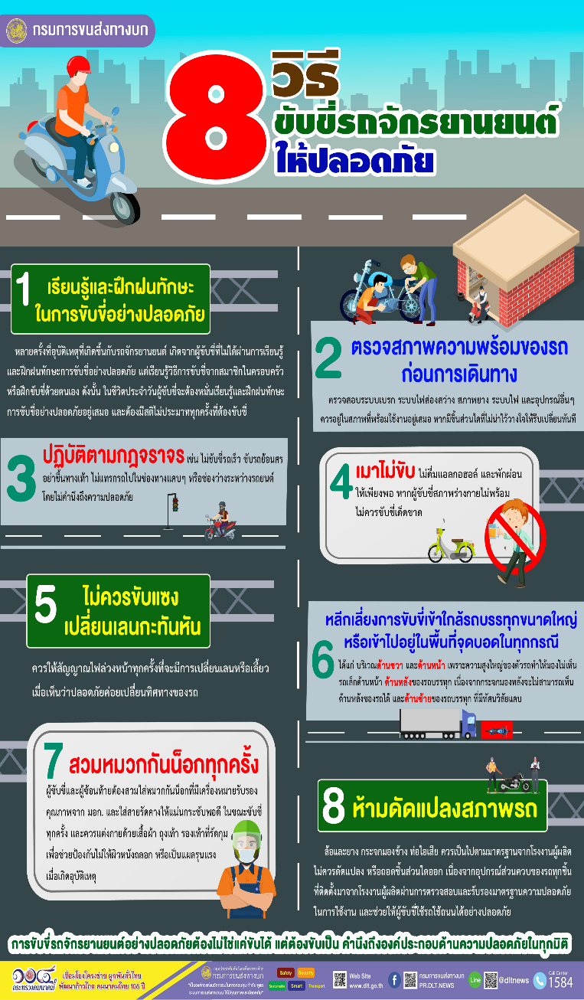 กรมการขนส่งทางบก
8
วิธี
ขับขี่รถจักรยานยนต์
ให้ปลอดภัย
1 เรียนรู้และฝึกฝนทักษะ
ในการขับขี่อย่างปลอดภัย
หลายครั้งที่อุบัติเหตุที่เกิดขึ้นกับรถจักรยานยนต์ เกิดจากผู้ขับขี่ที่ไม่ได้ผ่านการเรียนรู้
และฝึกฝนทักษะการขับขี่อย่างปลอดภัย แต่เรียนรู้วิธีการขับขี่จากสมาชิกในครอบครัว
หรือฝึกขับขี่ด้วยตนเอง ดังนั้น ในชีวิตประจำวันผู้ขับขี่จะต้องหมั่นเรียนรู้และฝึกฝนทักษะ
การขับขี่อย่างปลอดภัยอยู่เสมอ และต้องมีสติไม่ประมาททุกครั้งที่ต้องขับขี่
2 ตรวจสภาพความพร้อมของรถ
ก่อนการเดินทาง
ตรวจสอบระบบเบรก ระบบไฟส่องสว่าง สภาพยาง ระบบไฟ และอุปกรณ์อื่นๆ
ควรอยู่ในสภาพที่พร้อมใช้งานอยู่เสมอ หากมีชิ้นส่วนใดที่ไม่น่าไว้วางใจให้รีบเปลี่ยนทันที
3 ปฏิบัติตามกฎจราจร เช่น ไม่ขับขี่รถเร็ว ขับรถย้อนศร
อย่าขึ้นทางเท้า ไม่แทรกรถไปในช่องทางแคบๆ หรือช่องว่างระหว่างรถยนต์
โดยไม่คำนึงถึงความปลอดภัย
4 เมาไม่ขับ ไม่ดื่มแอลกอฮอล์ และพักผ่อน
ให้เพียงพอ หากผู้ขับขี่สภาพร่างกายไม่พร้อม
ไม่ควรขับขี่เด็ดขาด
5 ไม่ควรขับแซง
เปลี่ยนเลนกะทันหัน
ควรให้สัญญาณไฟล่วงหน้าทุกครั้งที่จะมีการเปลี่ยนเลนหรือเลี้ยว
เมื่อเห็นว่าปลอดภัยค่อยเปลี่ยนทิศทางของรถ
หลีกเลี่ยงการขับขี่เข้าใกล้รถบรรทุกขนาดใหญ่
6 หรือเข้าไปอยู่ในพื้นที่จุดบอดในทุกกรณี
ได้แก่ บริเวณด้านขวา และด้านหน้า เพราะความสูงใหญ่ของตัวรถทำให้มองไม่เห็น
รถเล็กด้านหน้า ด้านหลังของรถบรรทุก เนื่องจากกระจกมองหลังจะไม่สามารถเห็น
ด้านหลังของรถได้ และด้านซ้ายของรถบรรทุก ที่มีทัศนวิสัยแคบ
7 สวมหมวกกันน็อกทุกครั้ง
ผู้ขับขี่และผู้ซ้อนท้ายต้องสวมใส่หมวกกันน็อกที่มีเครื่องหมายรับรอง
คุณภาพจาก มอก. และใส่สายรัดคางให้แน่นกระชับพอดี ในขณะขับขี่
ทุกครั้ง และควรแต่งกายด้วยเสื้อผ้า ถุงเท้า รองเท้าที่รัดกุม
เพื่อช่วยป้องกันไม่ให้ผิวหนังถลอก หรือเป็นแผลรุนแรง
เมื่อเกิดอุบัติเหตุ
8 ห้ามดัดแปลงสภาพรถ
ล้อและยาง กระจกมองข้าง ท่อไอเสีย ควรเป็นไปตามมาตรฐานจากโรงงานผู้ผลิต
ไม่ควรดัดแปลง หรือถอดชิ้นส่วนใดออก เนื่องจากอุปกรณ์ส่วนควบของรถทุกชิ้น
ที่ติดตั้งมาจากโรงงานผู้ผลิตผ่านการตรวจสอบและรับรองมาตรฐานความปลอดภัย
ในการใช้งาน และช่วยให้ผู้ขับขี่ใช้รถใช้ถนนได้อย่างปลอดภัย
การขับขี่รถจักรยานยนต์อย่างปลอดภัยต้องไม่ใช่แค่ขับได้ แต่ต้องขับเป็น คำนึงถึงองค์ประกอบด้านความปลอดภัยในทุกมิติ
๑๐๘ ปี
กระทรวงคมนาคม
เชื่อมโยงโครงข่าย ผูกพันทั่วไทย
พัฒนาก้าวไกล คมนาคมไทย 108 ปี
กรมการขนส่งทางบก
Safety Security
Sustainable Smart Transport
Web Site
www.dlt.go.th
กรมการขนส่งทางบก
PR.DLT.NEWS
Line
@dltnews
Call Center
1584